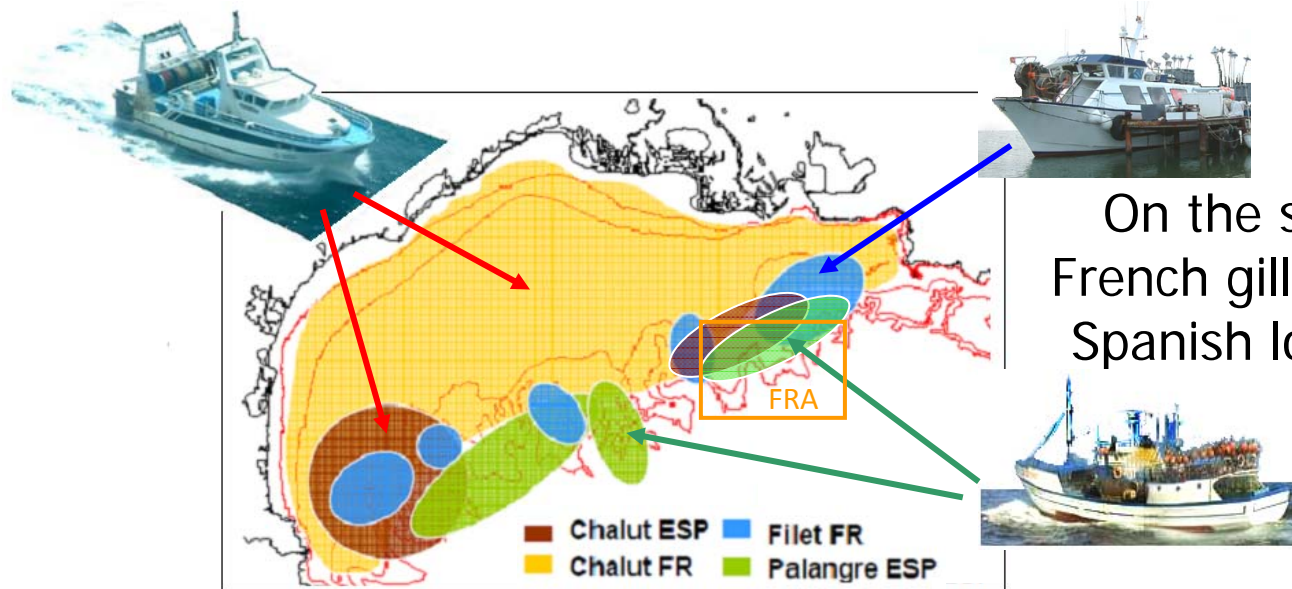 On the s
French gill
Spanish lo
FRA
Chalut ESP
Filet FR
Chalut FR
Palangre ESP